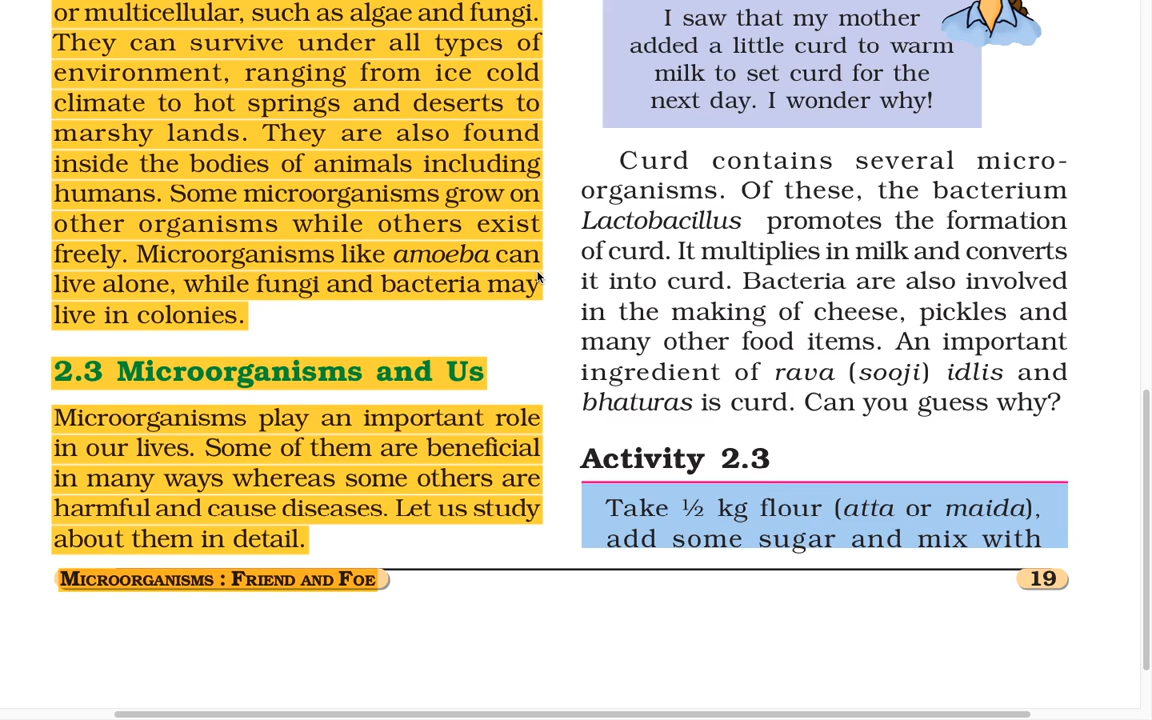 or multicellular, such as algae and fungi.
They can survive under all types of
environment, ranging from ice cold
climate to hot springs and deserts to
marshy lands. They are also found
inside the bodies of animals including
humans. Some microorganisms grow on
other organisms while others exist
freely. Microorganisms like amoeba can
live alone, while fungi and bacteria may
live in colonies.
2.3 Microorganisms and Us
Microorganisms play an important role
in our lives. Some of them are beneficial
in many ways whereas some others are
harmful and cause diseases. Let us study
about them in detail.
I saw that my mother
added a little curd to warm
milk to set curd for the
next day. I wonder why!
Curd contains several micro-
organisms. Of these, the bacterium
Lactobacillus promotes the formation
of curd. It multiplies in milk and converts
it into curd. Bacteria are also involved
in the making of cheese, pickles and
many other food items. An important
ingredient of rava (sooji) idlis and
bhaturas is curd. Can you guess why?
Activity 2.3
Take ½ kg flour (atta or maida),
add some sugar and mix with
MICROORGANISMS : FRIEND AND FOE
19